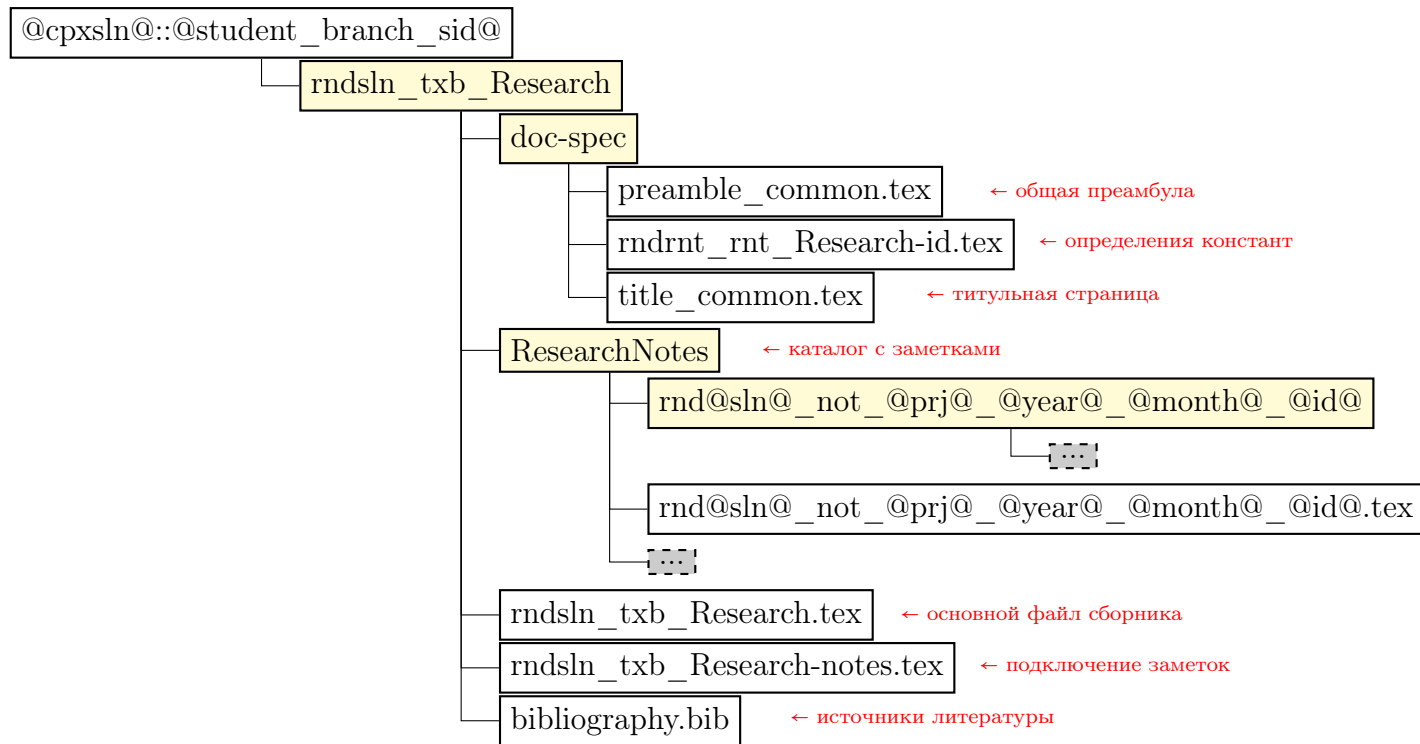 @cpxsln@::@student_branch_sid@
rndsln_txb_Research
doc-spec
preamble_common.tex ← общая преамбула
rndrnt_rnt_Research-id.tex ← определения констант
title_common.tex ← титульная страница
ResearchNotes ← каталог с заметками
rnd@sln@_not_@prj@_@year@_@month@_@id@
...
rnd@sln@_not_@prj@_@year@_@month@_@id@.tex
...
rndsln_txb_Research.tex ← основной файл сборника
rndsln_txb_Research-notes.tex ← подключение заметок
bibliography.bib ← источники литературы